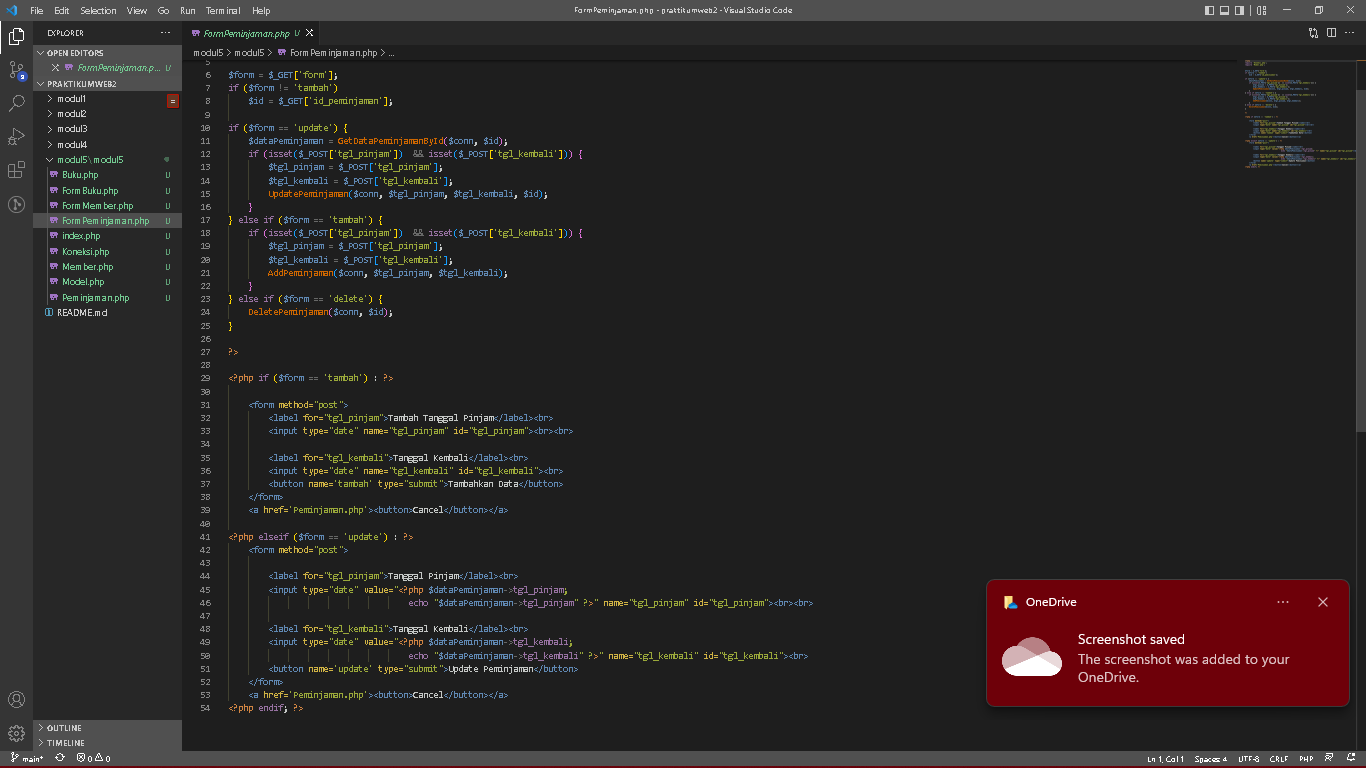 File Edit Selection View Go Run Terminal Help
FormPeminjaman.php - praktikumweb2 - Visual Studio Code
EXPLORER
OPEN EDITORS
FormPeminjaman.p... U
PRAKTIKUMWEB2
modul1
modul2
modul3
modul4
modul5\modul5
Buku.php U
FormBuku.php U
FormMember.php U
FormPeminjaman.php U
index.php U
Koneksi.php U
Member.php U
Model.php U
Peminjaman.php U
README.md
OUTLINE
TIMELINE
FormPeminjaman.php U
modul5 > modul5 > FormPeminjaman.php > ...
5
6 $form = $_GET['form'];
7 if ($form != 'tambah')
8 $id = $_GET['id_peminjaman'];
9
10 if ($form == 'update') {
11 $dataPeminjaman = GetDataPeminjamanById($conn, $id);
12 if (isset($_POST['tgl_pinjam']) && isset($_POST['tgl_kembali'])) {
13 $tgl_pinjam = $_POST['tgl_pinjam'];
14 $tgl_kembali = $_POST['tgl_kembali'];
15 UpdatePeminjaman($conn, $tgl_pinjam, $tgl_kembali, $id);
16 }
17 } else if ($form == 'tambah') {
18 if (isset($_POST['tgl_pinjam']) && isset($_POST['tgl_kembali'])) {
19 $tgl_pinjam = $_POST['tgl_pinjam'];
20 $tgl_kembali = $_POST['tgl_kembali'];
21 AddPeminjaman($conn, $tgl_pinjam, $tgl_kembali);
22 }
23 } else if ($form == 'delete') {
24 DeletePeminjaman($conn, $id);
25 }
26
27 ?>
28
29 <?php if ($form == 'tambah') : ?>
30
31 <form method="post">
32 <label for="tgl_pinjam">Tambah Tanggal Pinjam</label><br>
33 <input type="date" name="tgl_pinjam" id="tgl_pinjam"><br><br>
34
35 <label for="tgl_kembali">Tanggal Kembali</label><br>
36 <input type="date" name="tgl_kembali" id="tgl_kembali"><br>
37 <button name='tambah' type="submit">Tambahkan Data</button>
38 </form>
39 <a href='Peminjaman.php'><button>Cancel</button></a>
40
41 <?php elseif ($form == 'update') : ?>
42 <form method="post">
43
44 <label for="tgl_pinjam">Tanggal Pinjam</label><br>
45 <input type="date" value="<?php $dataPeminjaman->tgl_pinjam;
46 echo "$dataPeminjaman->tgl_pinjam" ?>" name="tgl_pinjam" id="tgl_pinjam"><br><br>
47
48 <label for="tgl_kembali">Tanggal Kembali</label><br>
49 <input type="date" value="<?php $dataPeminjaman->tgl_kembali;
50 echo "$dataPeminjaman->tgl_kembali" ?>" name="tgl_kembali" id="tgl_kembali"><br>
51 <button name='update' type="submit">Update Peminjaman</button>
52 </form>
53 <a href='Peminjaman.php'><button>Cancel</button></a>
54 <?php endif; ?>
OneDrive
Screenshot saved
The screenshot was added to your
OneDrive.
main* 0 0
Ln 1, Col 1 Spaces: 4 UTF-8 CRLF PHP